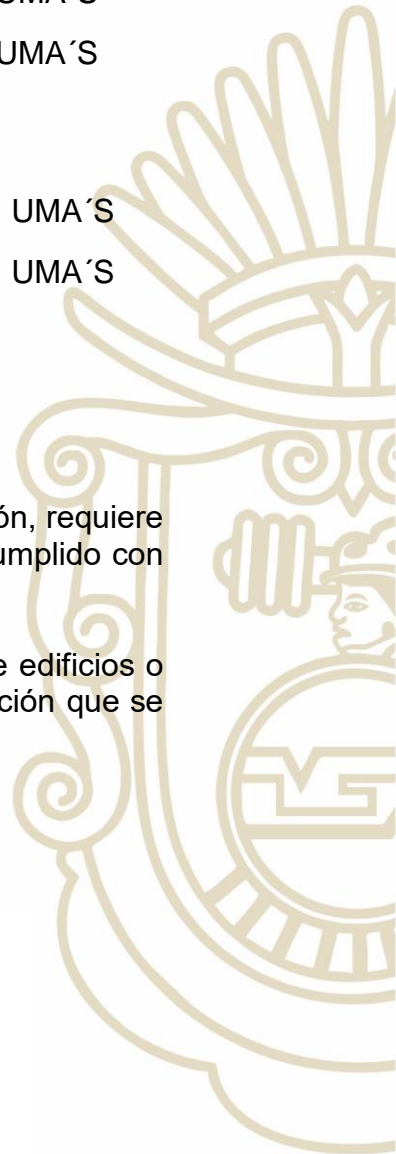 UMA´S
UMA´S
UMA´S
UMA´S
ón, requiere
umplido con
e edificios o
ción que se